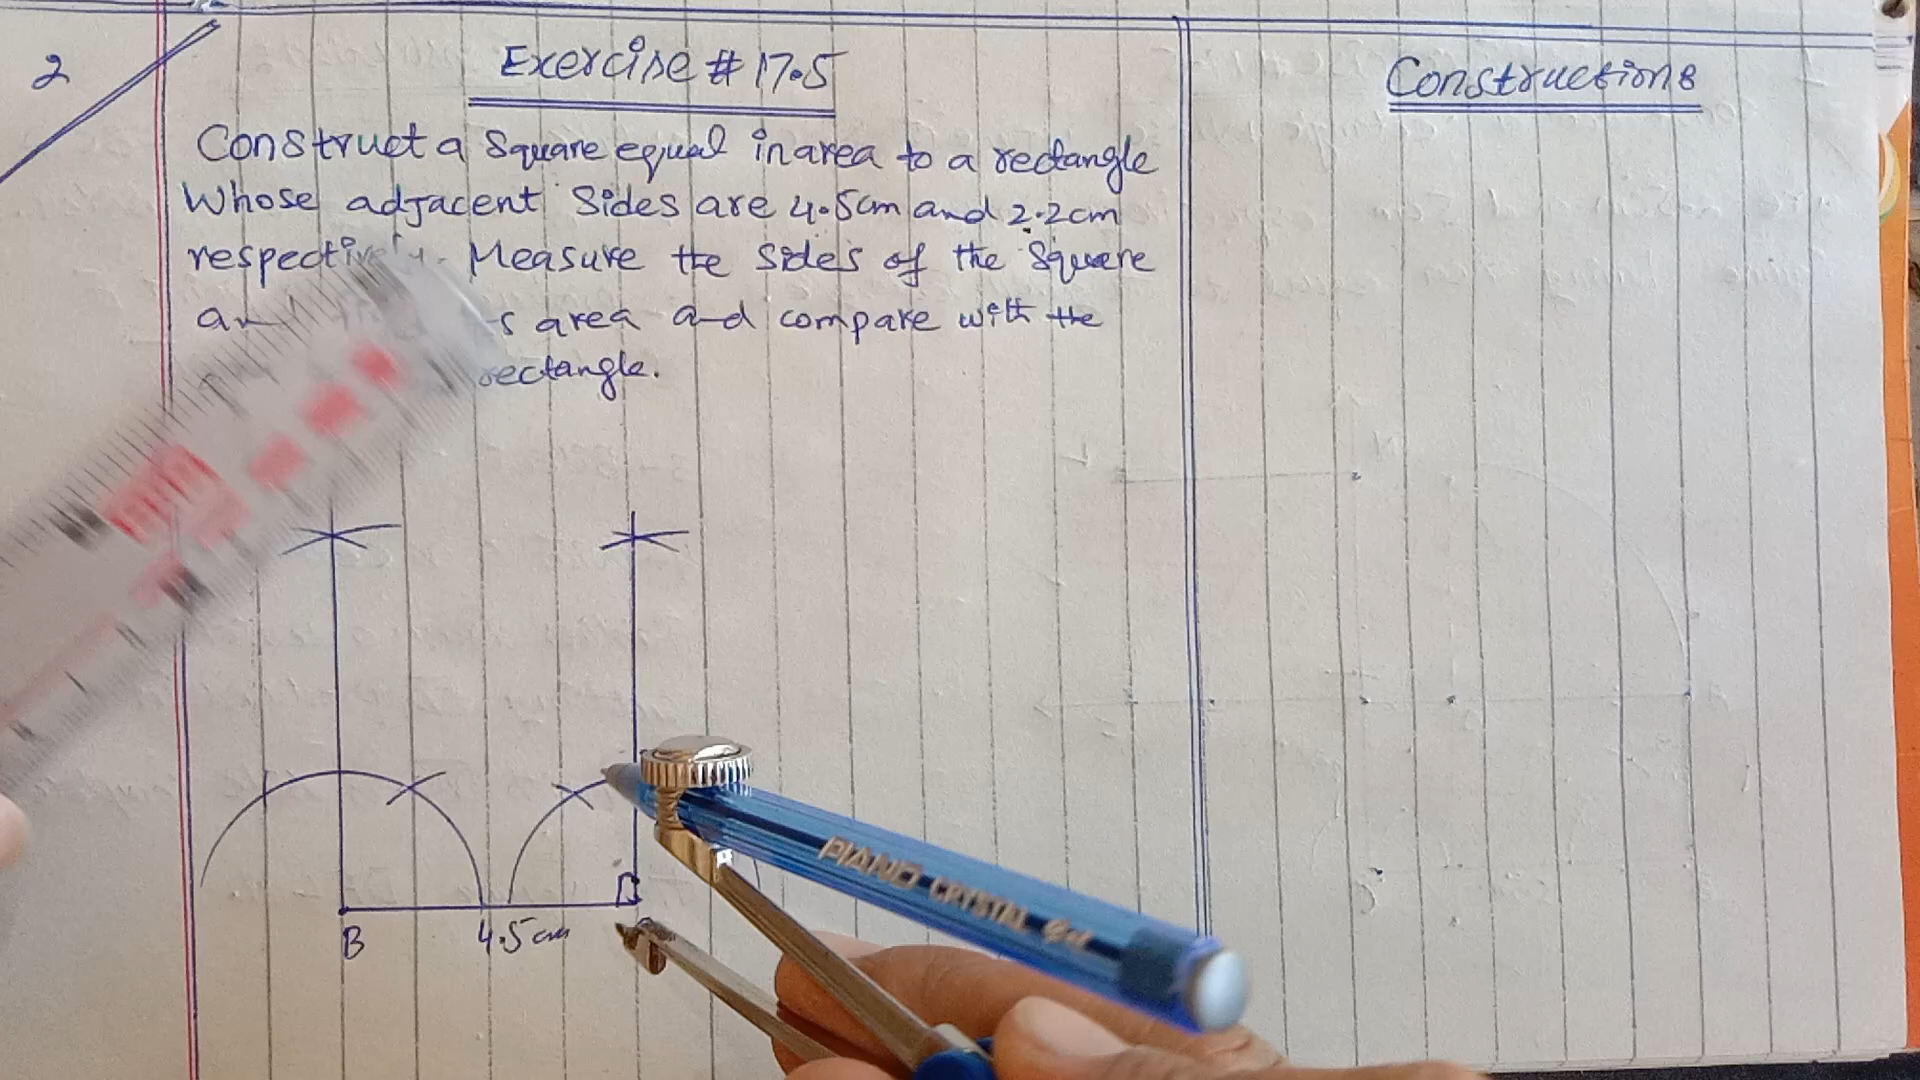 2
Exercise # 17.5
Constructions
Construct a square equal in area to a rectangle
Whose adjacent sides are 4.5cm and 2.2cm
Measure the sides of the square
area and compare with the
rectangle.
B 4.5cm
PIANO CRYSTAL Gel